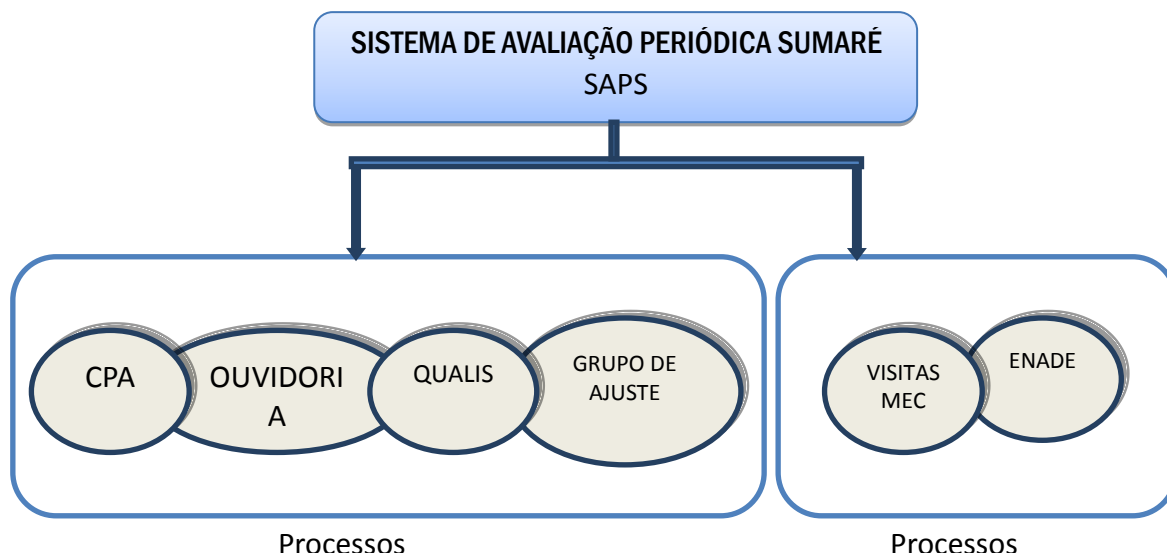 SISTEMA DE AVALIAÇÃO PERIÓDICA SUMARÉ
SAPS
CPA
OUVIDORI
A
QUALIS
GRUPO DE
AJUSTE
VISITAS
MEC
ENADE
Processos
Processos